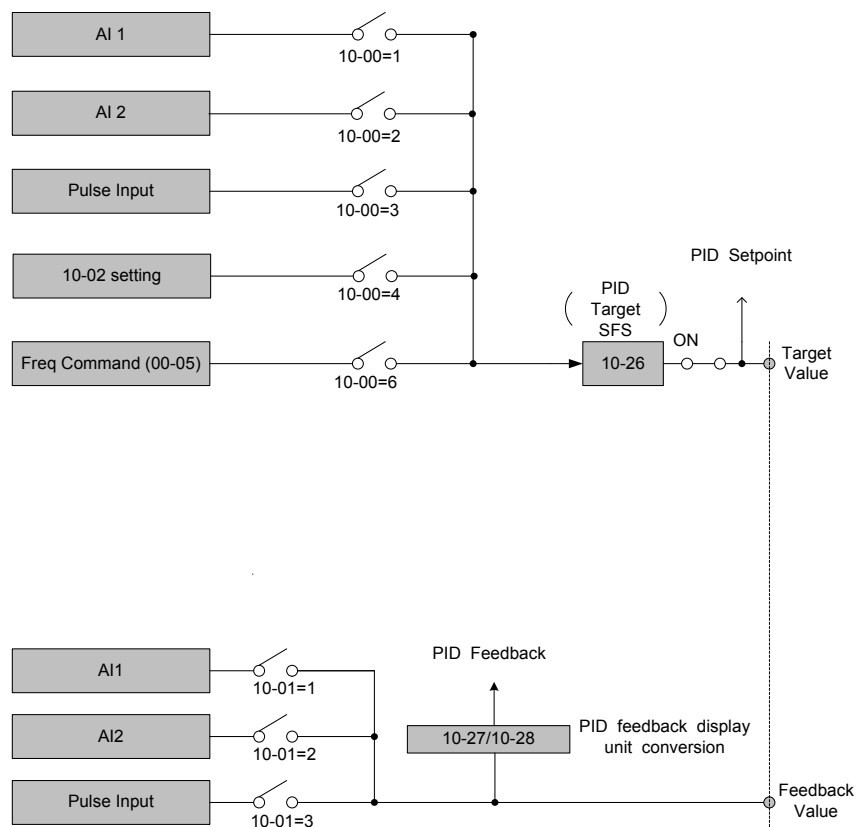 AI 1
10-00=1
AI 2
10-00=2
Pulse Input
10-00=3
PID Setpoint
10-02 setting
10-00=4
( PID )
Target
SFS
Freq Command (00-05)
10-00=6
10-26
ON
Target
Value
AI1
10-01=1
PID Feedback
AI2
10-01=2
10-27/10-28
PID feedback display
unit conversion
Pulse Input
10-01=3
Feedback
Value